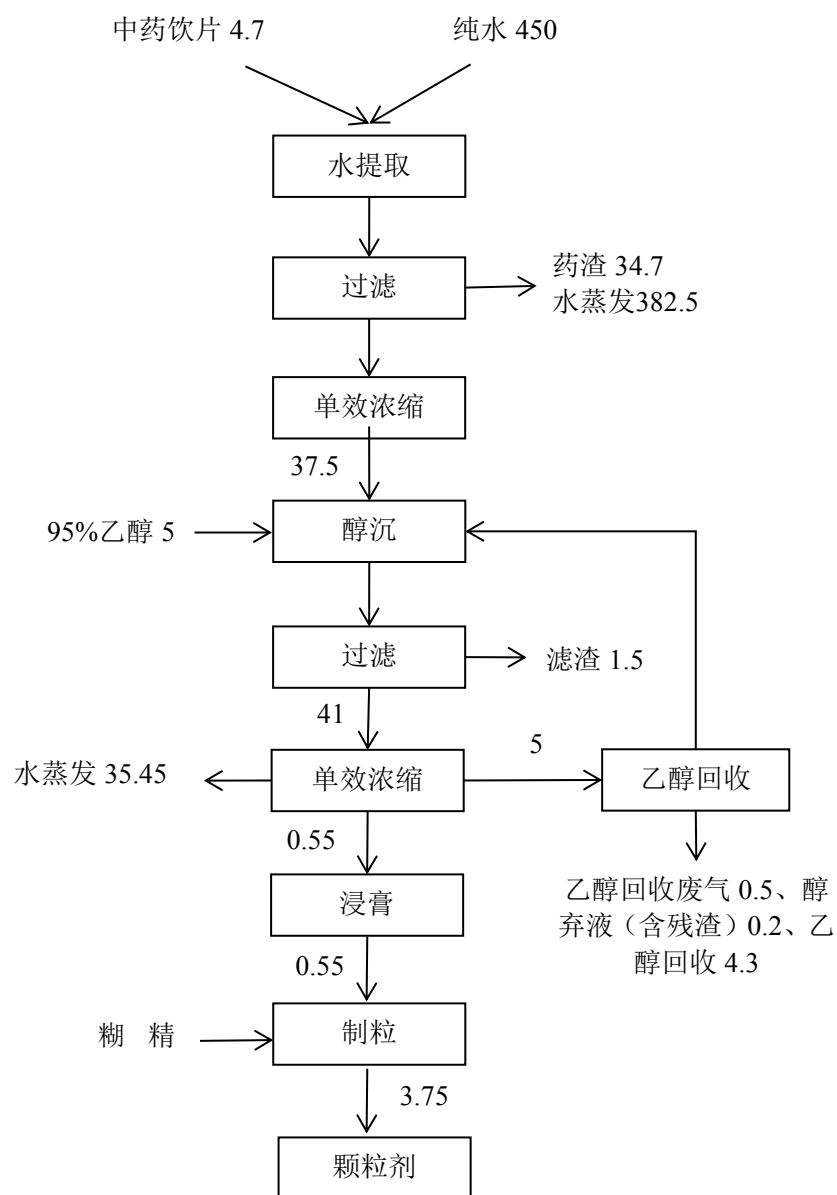 中药饮片 4.7
纯水 450
水提取
过滤
药渣 34.7
水蒸发382.5
单效浓缩
37.5
95%乙醇 5
醇沉
过滤
滤渣 1.5
41
5
水蒸发 35.45
单效浓缩
乙醇回收
0.55
乙醇回收废气 0.5、醇
弃液（含残渣）0.2、乙
醇回收 4.3
浸膏
0.55
糊 精
制粒
3.75
颗粒剂